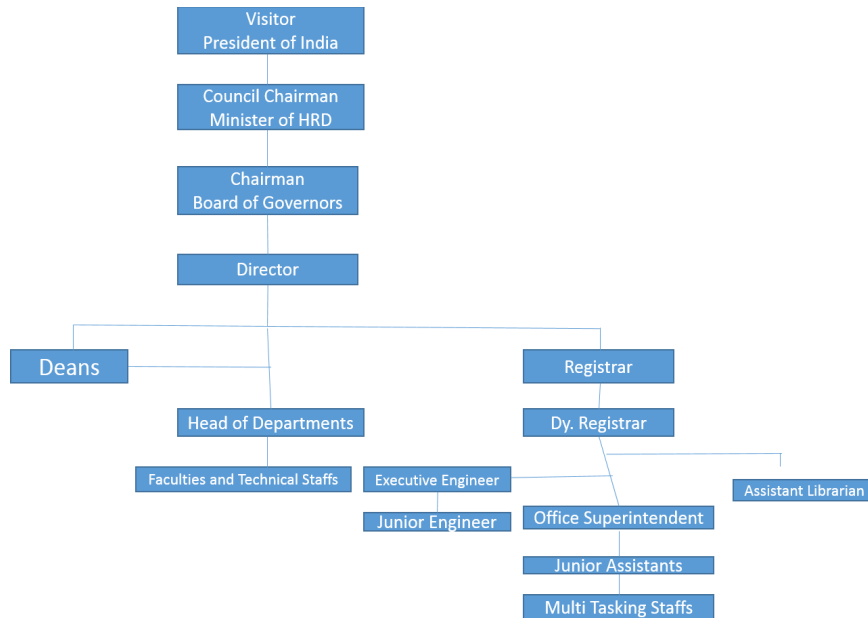 Visitor
President of India
Council Chairman
Minister of HRD
Chairman
Board of Governors
Director
Deans
Registrar
Head of Departments
Dy. Registrar
Faculties and Technical Staffs
Executive Engineer
Assistant Librarian
Junior Engineer
Office Superintendent
Junior Assistants
Multi Tasking Staffs